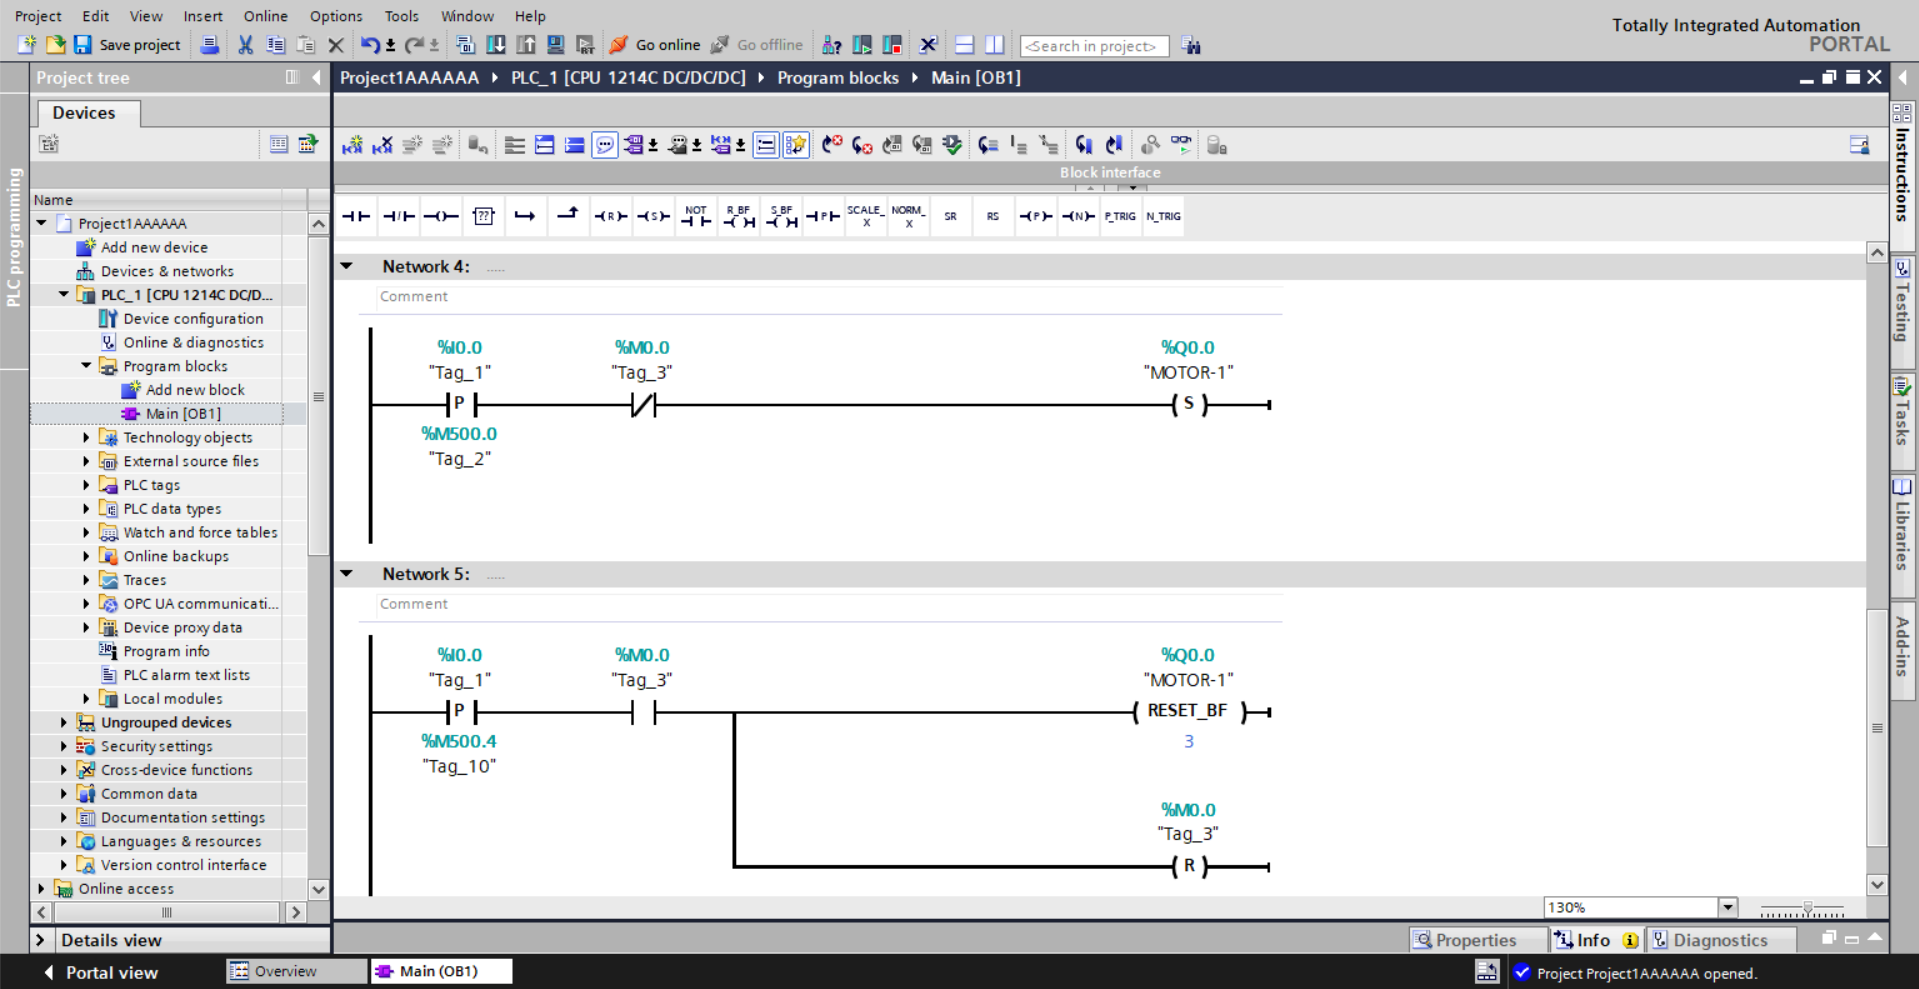 Project Edit View Insert Online Options Tools Window Help
Totally Integrated Automation
PORTAL
Save project
Go online
Go offline
<Search in project>
Project tree
Project1AAAAAA PLC_1 [CPU 1214C DC/DC/DC] Program blocks Main [OB1]
Devices
PLC programming
Block interface
Name
Project1AAAAAA
Add new device
Devices & networks
PLC_1 [CPU 1214C DC/D...
Device configuration
Online & diagnostics
Program blocks
Add new block
Main [OB1]
Technology objects
External source files
PLC tags
PLC data types
Watch and force tables
Online backups
Traces
OPC UA communicati...
Device proxy data
Program info
PLC alarm text lists
Local modules
Ungrouped devices
Security settings
Cross-device functions
Common data
Documentation settings
Languages & resources
Version control interface
Online access
Details view
?? R S NOT R_BF S_BF P SCALE_X NORM_X SR RS P N P_TRIG N_TRIG
Network 4: .....
Comment
%I0.0 %M0.0 %Q0.0
"Tag_1" "Tag_3" "MOTOR-1"
P S
%M500.0
"Tag_2"
Network 5: .....
Comment
%I0.0 %M0.0 %Q0.0
"Tag_1" "Tag_3" "MOTOR-1"
P RESET_BF
%M500.4 3
"Tag_10"
%M0.0
"Tag_3"
R
130%
Instructions
Testing
Tasks
Libraries
Add-ins
Properties Info Diagnostics
Portal view Overview Main (OB1) Project Project1AAAAAA opened.